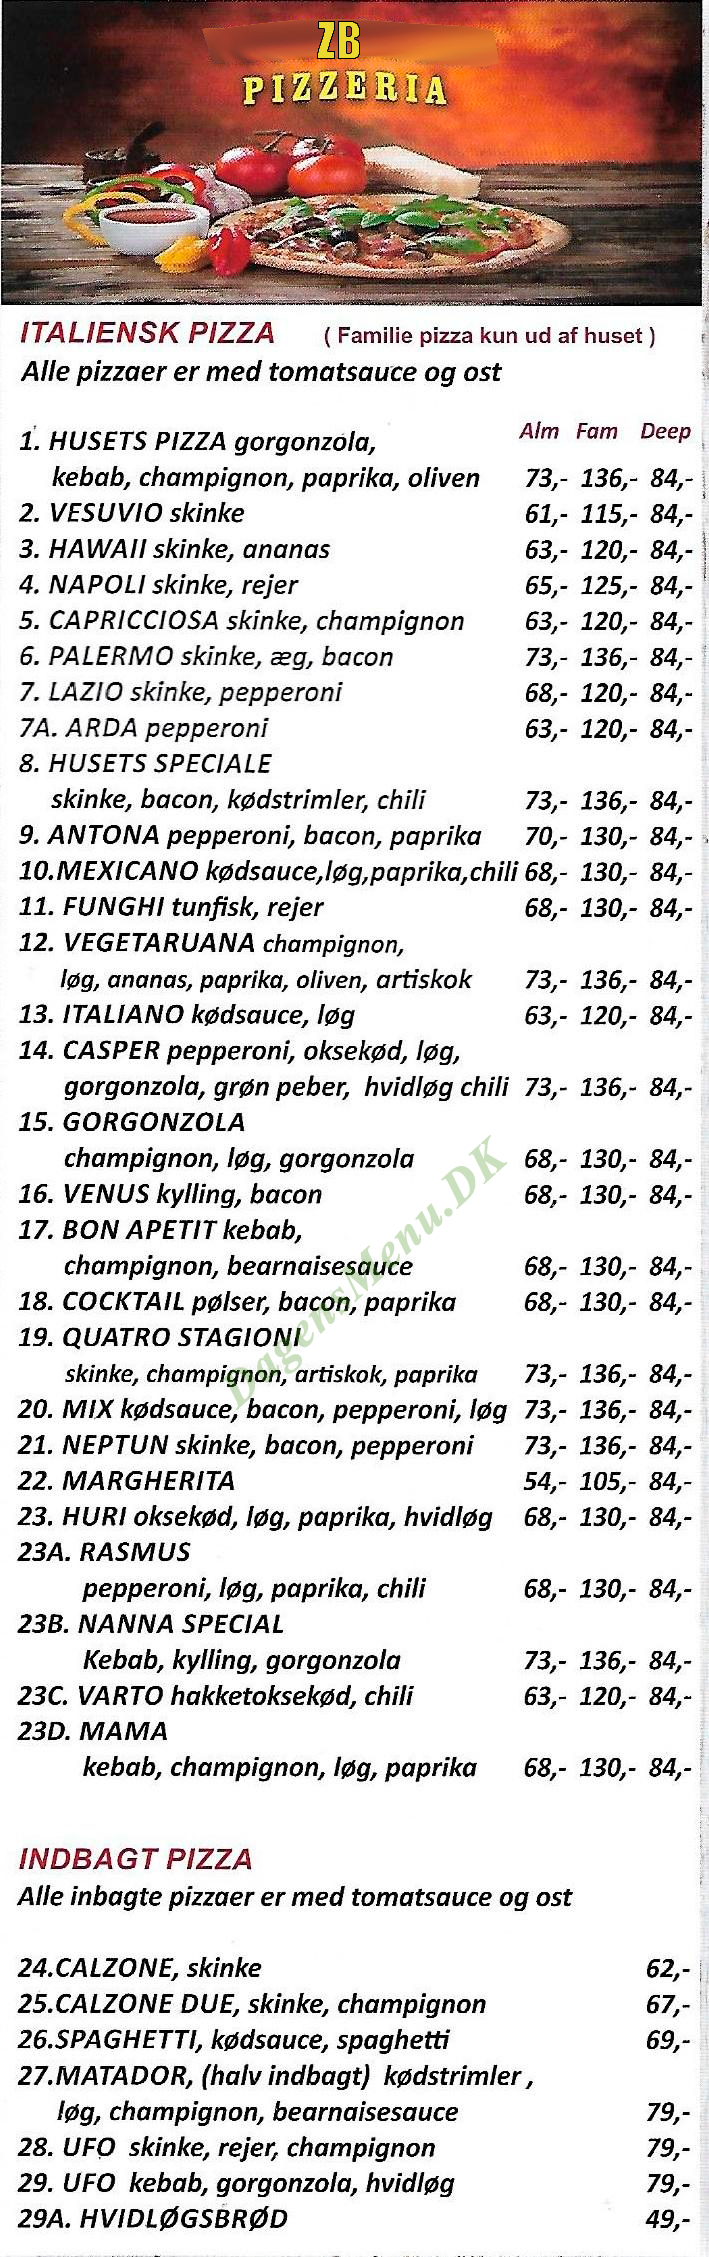 ZB
PIZZERIA
ITALIENSK PIZZA ( Familie pizza kun ud af huset )
Alle pizzaer er med tomatsauce og ost
Alm Fam Deep
1. HUSETS PIZZA gorgonzola,
kebab, champignon, paprika, oliven 73,- 136,- 84,-
2. VESUVIO skinke 61,- 115,- 84,-
3. HAWAII skinke, ananas 63,- 120,- 84,-
4. NAPOLI skinke, rejer 65,- 125,- 84,-
5. CAPRICCIOSA skinke, champignon 63,- 120,- 84,-
6. PALERMO skinke, æg, bacon 73,- 136,- 84,-
7. LAZIO skinke, pepperoni 68,- 120,- 84,-
7A. ARDA pepperoni 63,- 120,- 84,-
8. HUSETS SPECIALE
skinke, bacon, kødstrimler, chili 73,- 136,- 84,-
9. ANTONA pepperoni, bacon, paprika 70,- 130,- 84,-
10.MEXICANO kødsauce,løg,paprika,chili 68,- 130,- 84,-
11. FUNGHI tunfisk, rejer 68,- 130,- 84,-
12. VEGETARUANA champignon,
løg, ananas, paprika, oliven, artiskok 73,- 136,- 84,-
13. ITALIANO kødsauce, løg 63,- 120,- 84,-
14. CASPER pepperoni, oksekød, løg,
gorgonzola, grøn peber, hvidløg chili 73,- 136,- 84,-
15. GORGONZOLA
champignon, løg, gorgonzola 68,- 130,- 84,-
16. VENUS kylling, bacon 68,- 130,- 84,-
17. BON APETIT kebab,
champignon, bearnaisesauce 68,- 130,- 84,-
18. COCKTAIL pølser, bacon, paprika 68,- 130,- 84,-
19. QUATRO STAGIONI
skinke, champignon, artiskok, paprika 73,- 136,- 84,-
20. MIX kødsauce, bacon, pepperoni, løg 73,- 136,- 84,-
21. NEPTUN skinke, bacon, pepperoni 73,- 136,- 84,-
22. MARGHERITA 54,- 105,- 84,-
23. HURI oksekød, løg, paprika, hvidløg 68,- 130,- 84,-
23A. RASMUS
pepperoni, løg, paprika, chili 68,- 130,- 84,-
23B. NANNA SPECIAL
Kebab, kylling, gorgonzola 73,- 136,- 84,-
23C. VARTO hakketoksekød, chili 63,- 120,- 84,-
23D. MAMA
kebab, champignon, løg, paprika 68,- 130,- 84,-
DagensMenu.DK
INDBAGT PIZZA
Alle inbagte pizzaer er med tomatsauce og ost
24.CALZONE, skinke 62,-
25.CALZONE DUE, skinke, champignon 67,-
26.SPAGHETTI, kødsauce, spaghetti 69,-
27.MATADOR, (halv indbagt) kødstrimler ,
løg, champignon, bearnaisesauce 79,-
28. UFO skinke, rejer, champignon 79,-
29. UFO kebab, gorgonzola, hvidløg 79,-
29A. HVIDLØGSBRØD 49,-